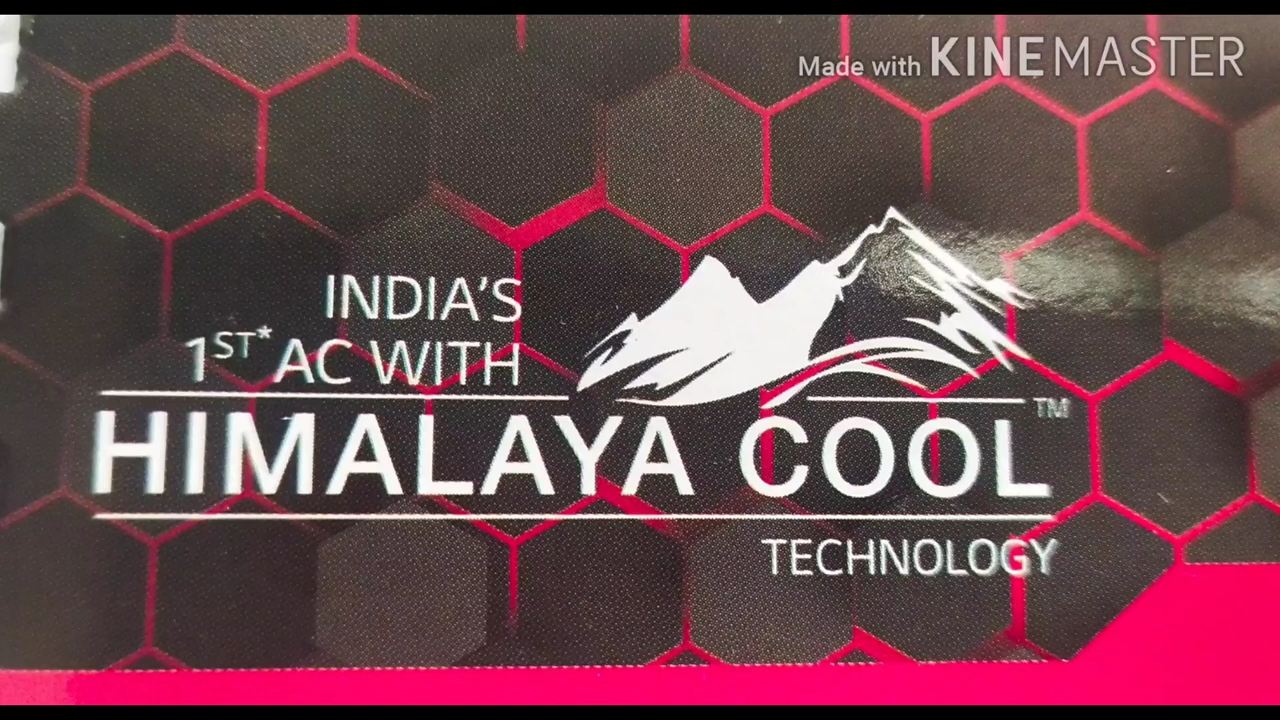 Made with KINEMASTER
INDIA'S
1ST* AC WITH
HIMALAYA COOL™
TECHNOLOGY